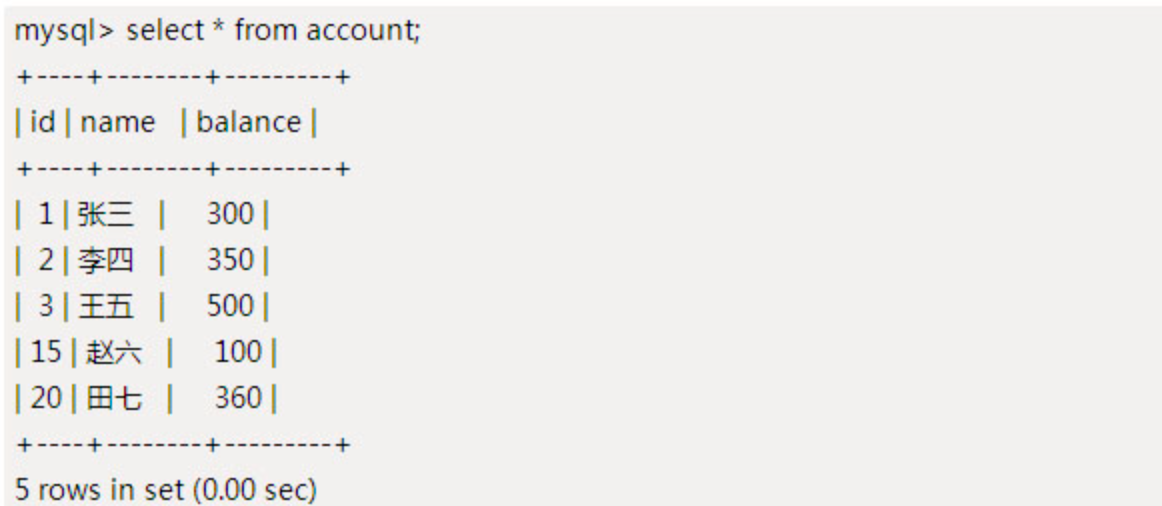 mysql> select * from account;
+----+--------+---------+
| id | name   | balance |
+----+--------+---------+
|  1 | 张三   |     300 |
|  2 | 李四   |     350 |
|  3 | 王五   |     500 |
| 15 | 赵六   |     100 |
| 20 | 田七   |     360 |
+----+--------+---------+
5 rows in set (0.00 sec)